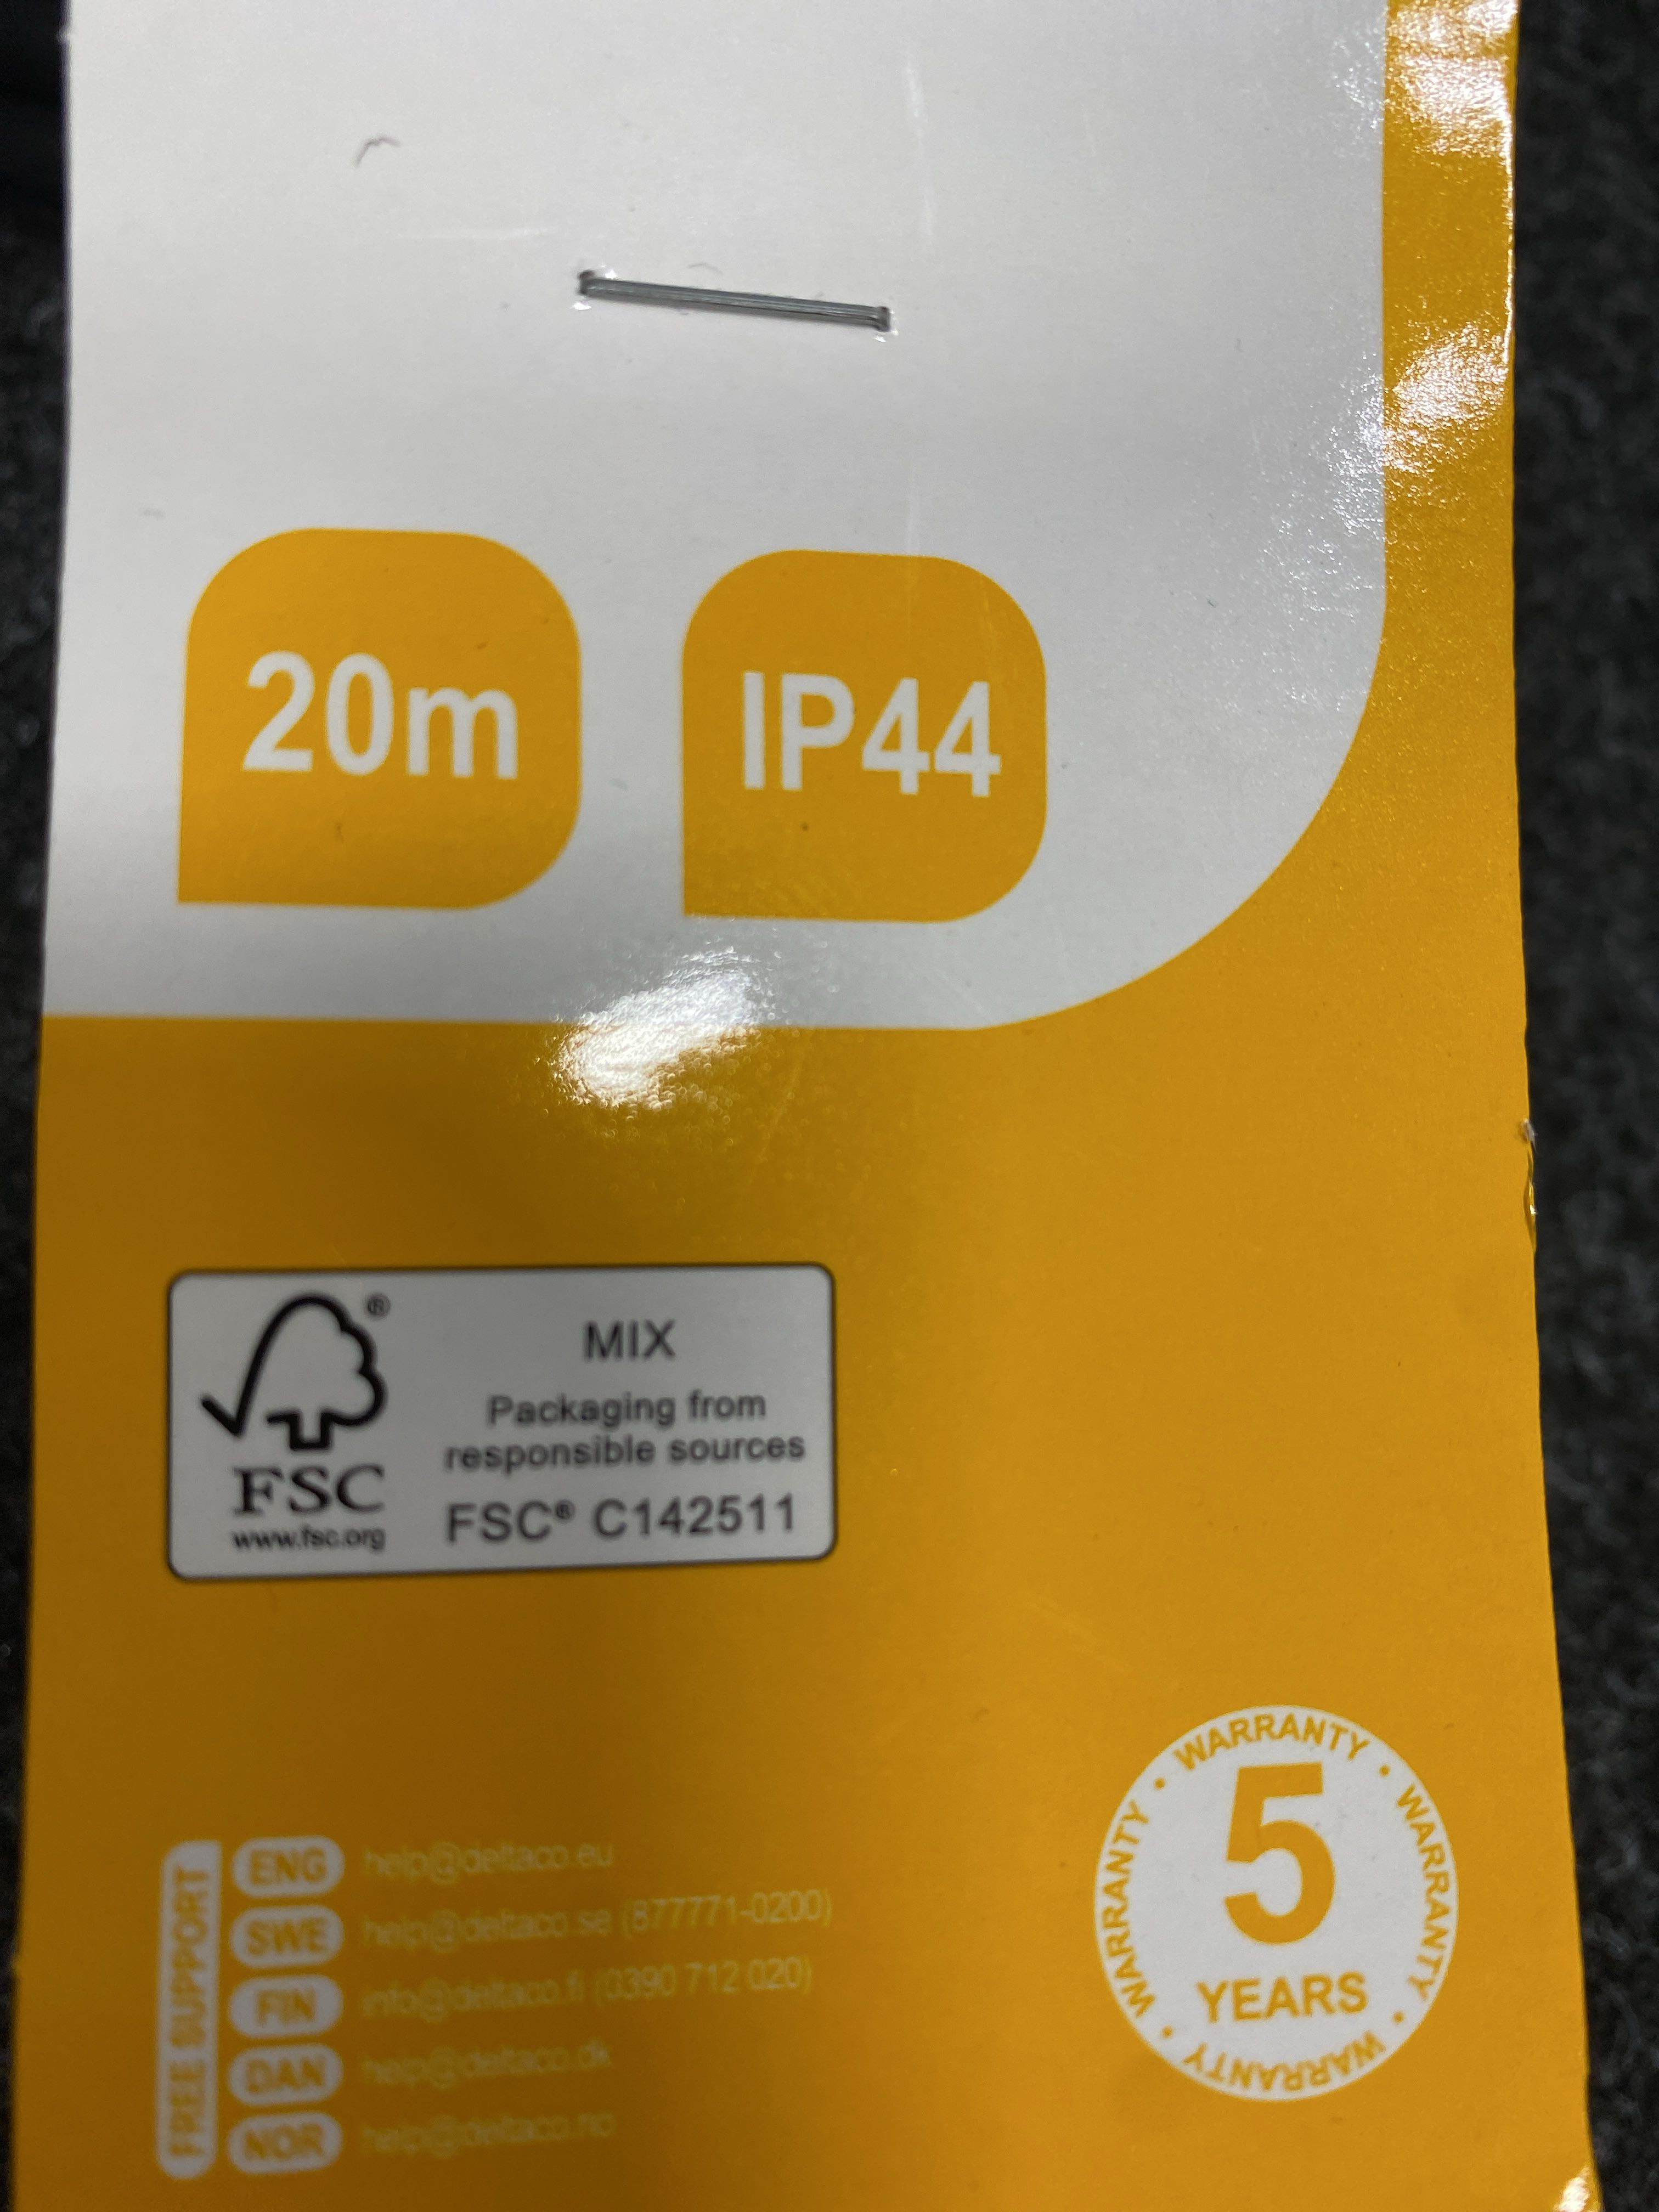 20m
IP44
®
MIX
Packaging from
responsible sources
FSC
www.fsc.org
FSC® C142511
WARRANTY • WARRANTY • WARRANTY • WARRANTY •
5
YEARS
FREE SUPPORT
ENG help@deltaco.eu
SWE help@deltaco.se (877771-0200)
FIN info@deltaco.fi (0390 712 020)
DAN help@deltaco.dk
NOR help@deltaco.no